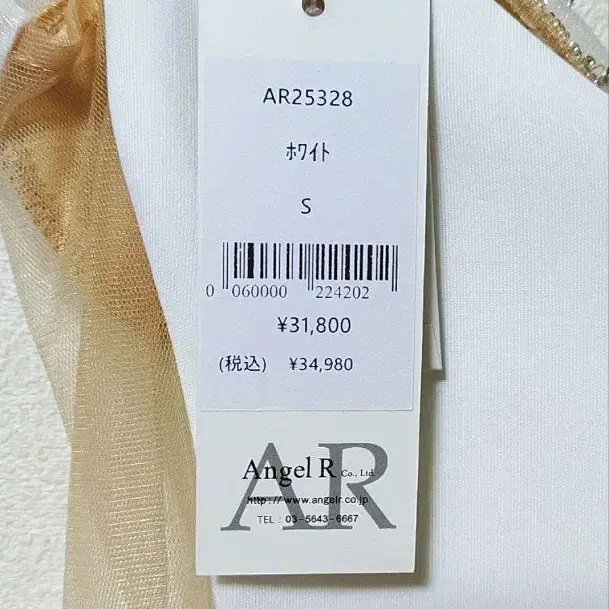 AR25328
ﾎﾜｲﾄ
S
0 060000 224202
¥31,800
(税込) ¥34,980
AR
Angel R Co., Ltd.
http://www.angelr.co.jp
TEL : 03-5643-6667